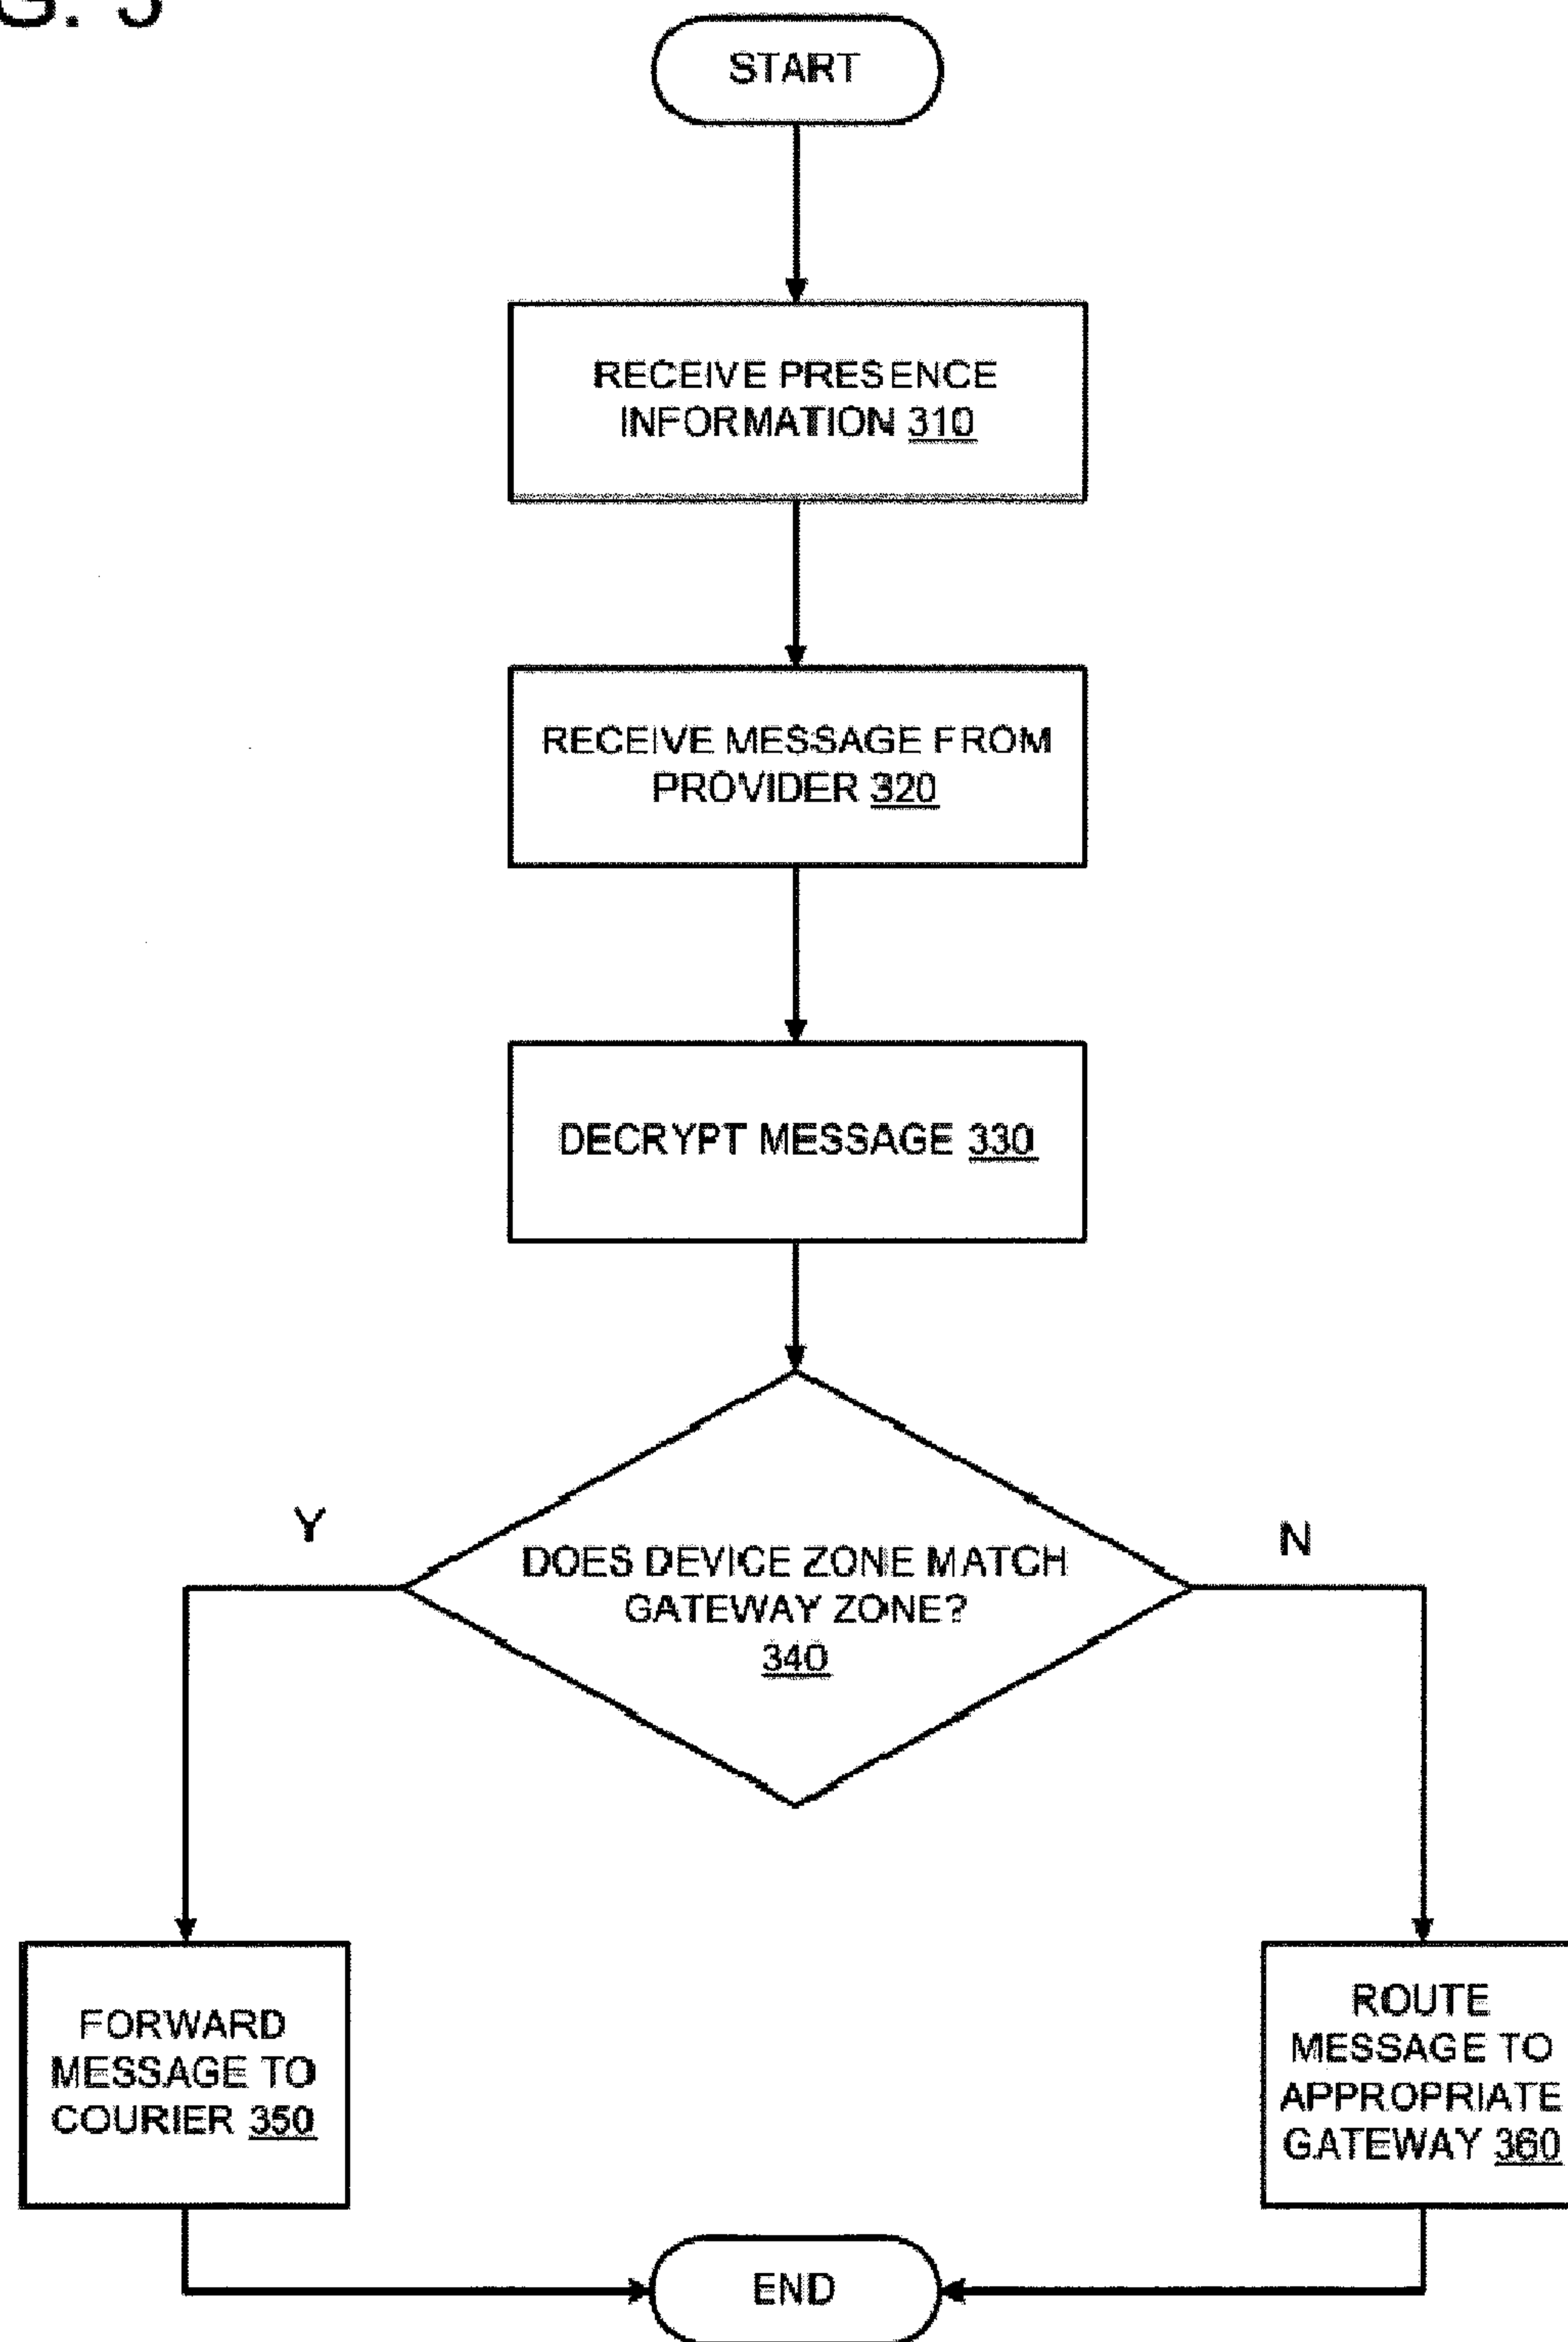 START
RECEIVE PRESENCE
INFORMATION 310
RECEIVE MESSAGE FROM
PROVIDER 320
DECRYPT MESSAGE 330
Y
N
DOES DEVICE ZONE MATCH
GATEWAY ZONE?
340
FORWARD
MESSAGE TO
COURIER 350
ROUTE
MESSAGE TO
APPROPRIATE
GATEWAY 360
END